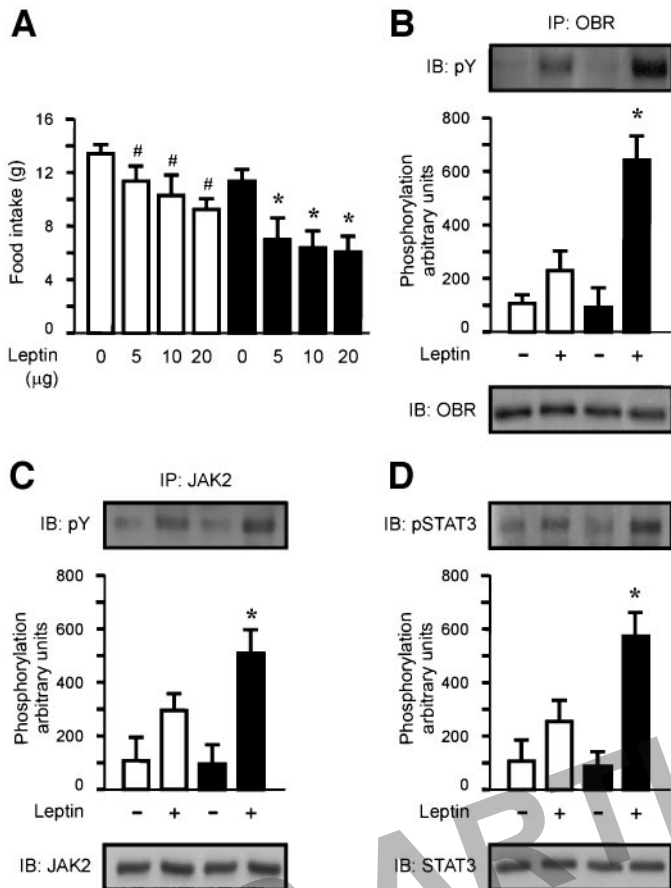 A
16
12
8
4
0
Food intake (g)
#
#
#
*
*
*
Leptin 0 5 10 20 0 5 10 20
(μg)
B
IP: OBR
IB: pY
800
600
400
200
0
Phosphorylation
arbitrary units
*
Leptin - + - +
IB: OBR
C
IP: JAK2
IB: pY
800
600
400
200
0
Phosphorylation
arbitrary units
*
Leptin - + - +
IB: JAK2
D
IB: pSTAT3
800
600
400
200
0
Phosphorylation
arbitrary units
*
Leptin - + - +
IB: STAT3